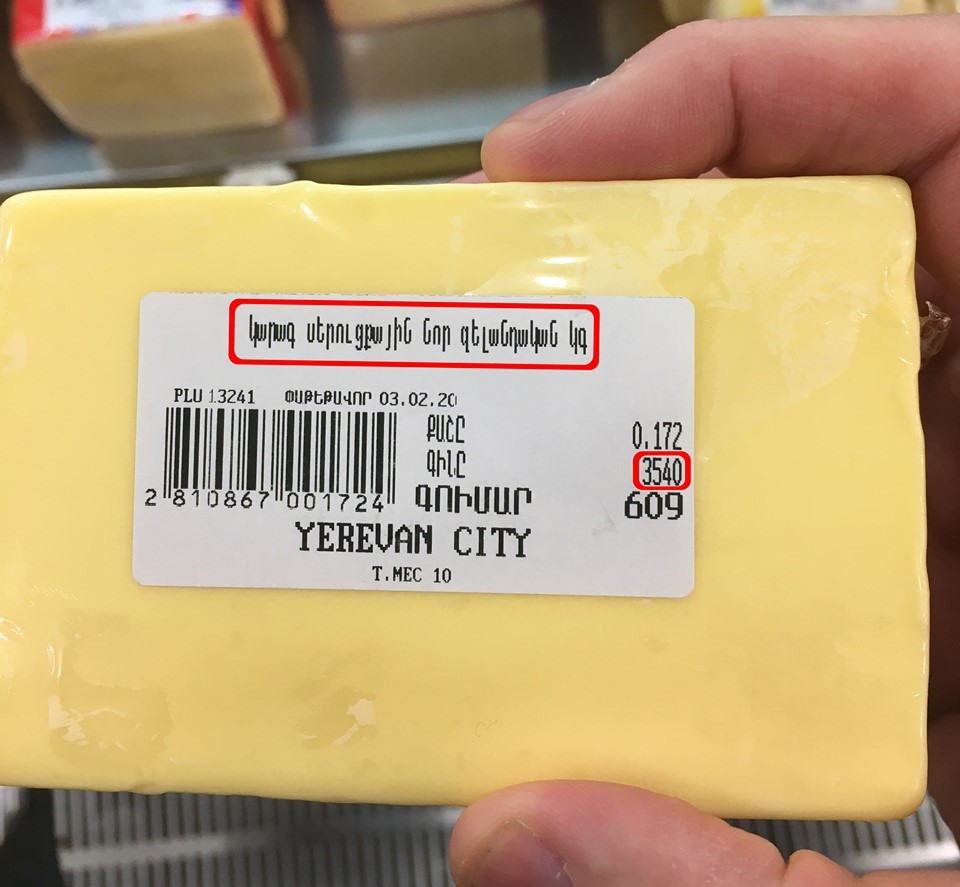 կարագ սերուցքային նոր զելանդական կգ
PLU 13241 ՓԱԹԵԹԱՎՈՐ 03.02.20
ՔԱՇԸ 0.172
ԳԻՆԸ 3540
2 810867 001724 ԳՈՒՄԱՐ 609
YEREVAN CITY
T.MEC 10